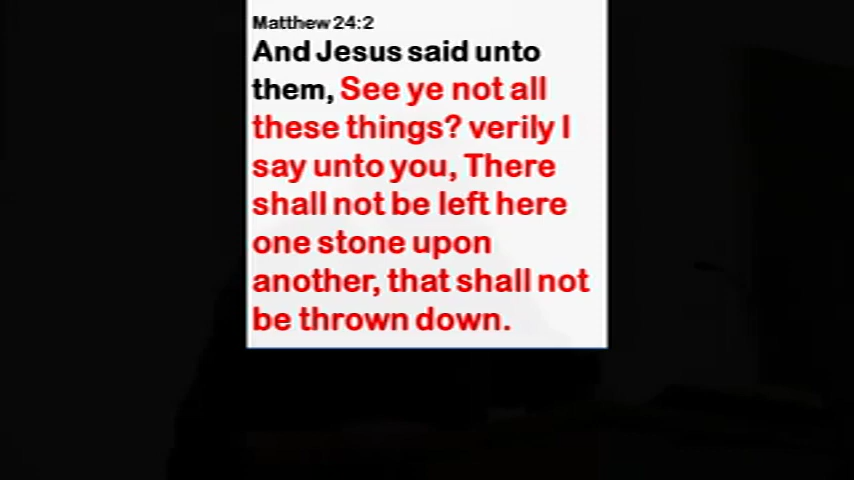 Matthew 24:2
And Jesus said unto
them, See ye not all
these things? verily I
say unto you, There
shall not be left here
one stone upon
another, that shall not
be thrown down.